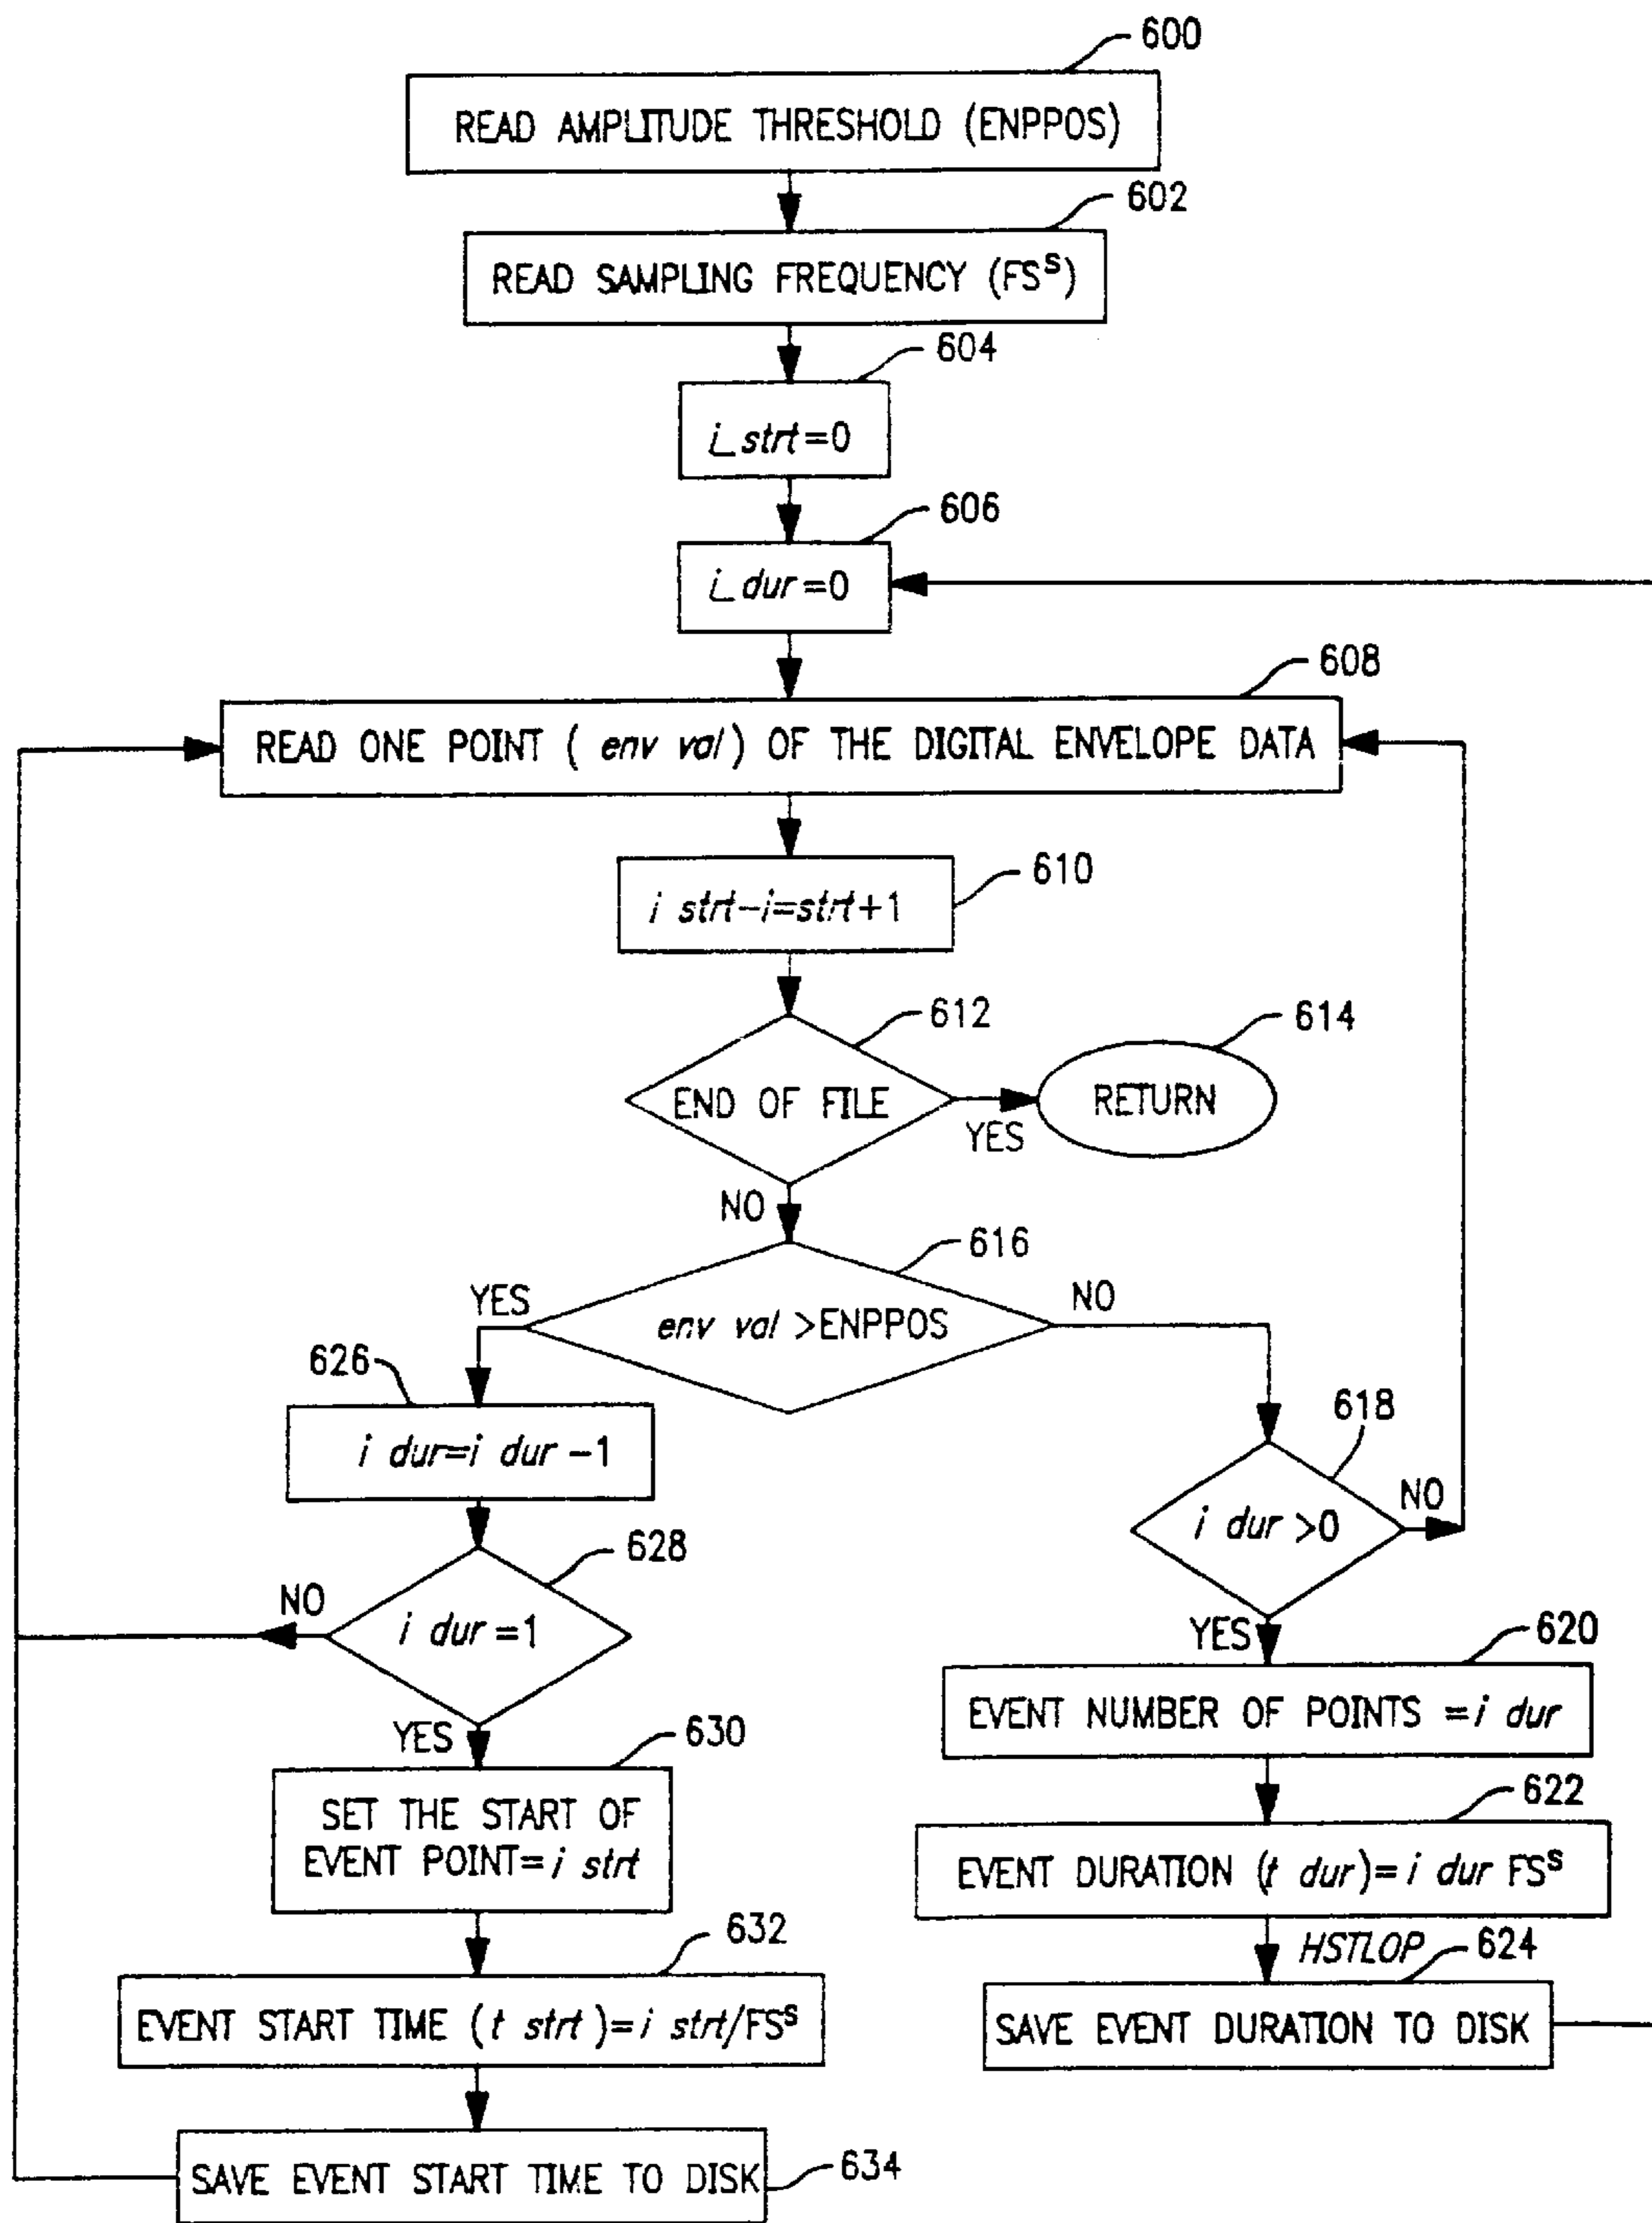 600
READ AMPLITUDE THRESHOLD (ENPPOS)
602
READ SAMPLING FREQUENCY (FSˢ)
604
i_strt=0
606
i_dur=0
608
READ ONE POINT ( env val) OF THE DIGITAL ENVELOPE DATA
610
i strt-i=strt+1
612
END OF FILE
YES
614
RETURN
NO
616
env val >ENPPOS
YES
NO
626
i dur=i dur -1
618
i dur >0
NO
628
i dur =1
NO
YES
YES
620
EVENT NUMBER OF POINTS =i dur
630
SET THE START OF
EVENT POINT= i strt
622
EVENT DURATION (t dur)= i dur FSˢ
632
EVENT START TIME (t strt )= i strt/FSˢ
HSTLOP
624
SAVE EVENT DURATION TO DISK
SAVE EVENT START TIME TO DISK
634